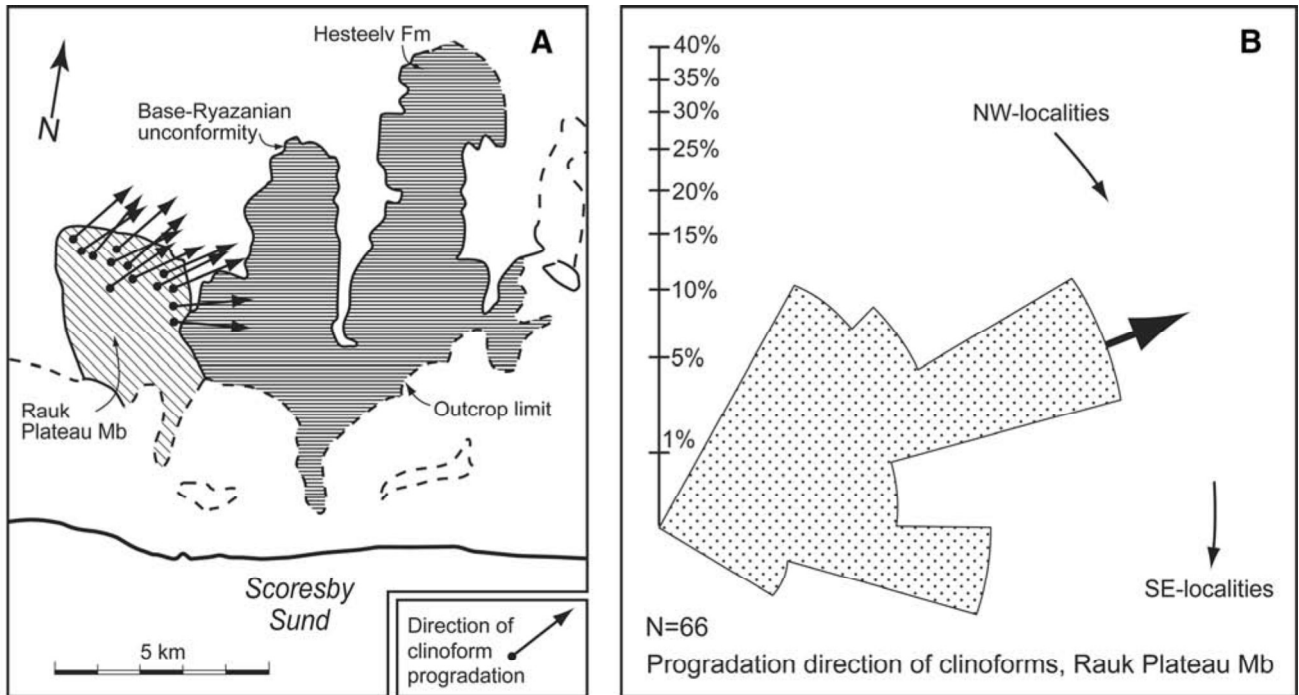 Hesteelv Fm
A
N
Base-Ryazanian
unconformity
Rauk
Plateau Mb
Outcrop limit
Scoresby
Sund
5 km
Direction of
clinoform
progradation
B
40%
35%
30%
25%
20%
15%
10%
5%
1%
NW-localities
SE-localities
N=66
Progradation direction of clinoforms, Rauk Plateau Mb